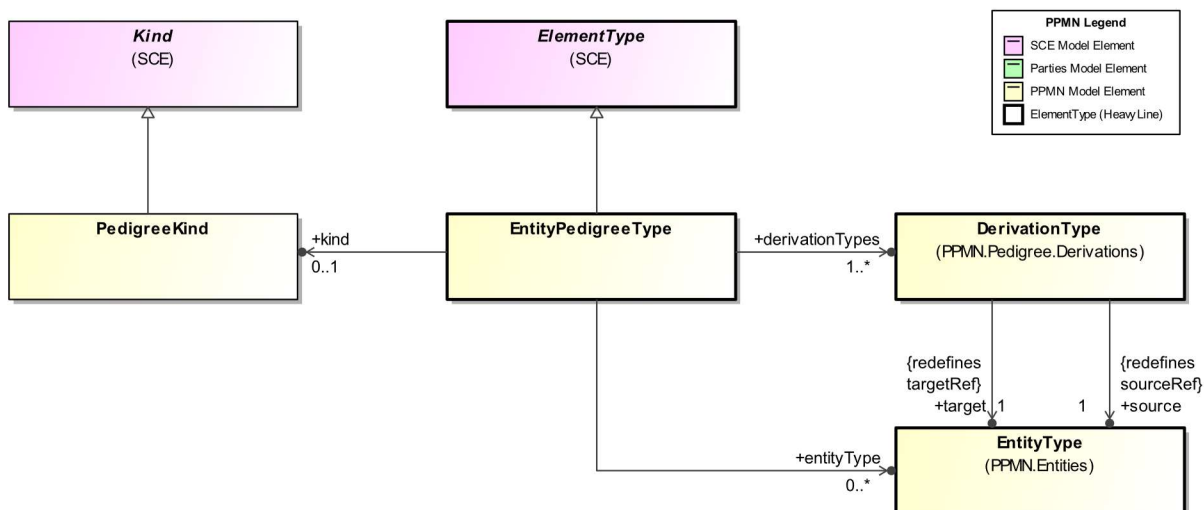 Kind
(SCE)
ElementType
(SCE)
PPMN Legend
SCE Model Element
Parties Model Element
PPMN Model Element
ElementType (Heavy Line)
PedigreeKind
+kind
0..1
EntityPedigreeType
+derivationTypes
1..*
DerivationType
(PPMN.Pedigree.Derivations)
{redefines
targetRef}
+target
1
{redefines
sourceRef}
1
+source
+entityType
0..*
EntityType
(PPMN.Entities)